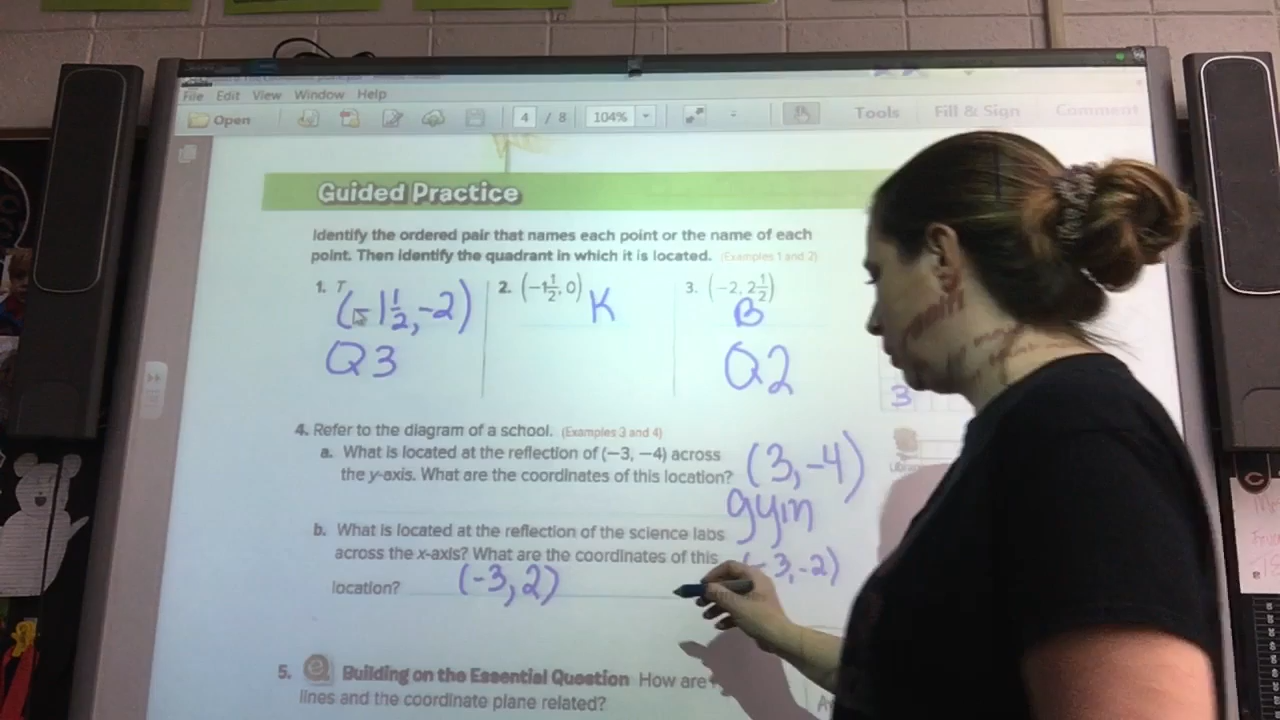 File Edit View Window Help
Open 4 / 8 104% Tools Fill & Sign Comment
Guided Practice
Identify the ordered pair that names each point or the name of each
point. Then identify the quadrant in which it is located. (Examples 1 and 2)
1. T
(-1 1/2, -2)
Q3
2. (-1 1/2, 0)
K
3. (-2, 2 1/2)
B
Q2
3
4. Refer to the diagram of a school. (Examples 3 and 4)
a. What is located at the reflection of (-3, -4) across
the y-axis. What are the coordinates of this location?
(3,-4)
gym
b. What is located at the reflection of the science labs
across the x-axis? What are the coordinates of this
location?
(-3,-2)
(-3,2)
5. Building on the Essential Question How are
lines and the coordinate plane related?